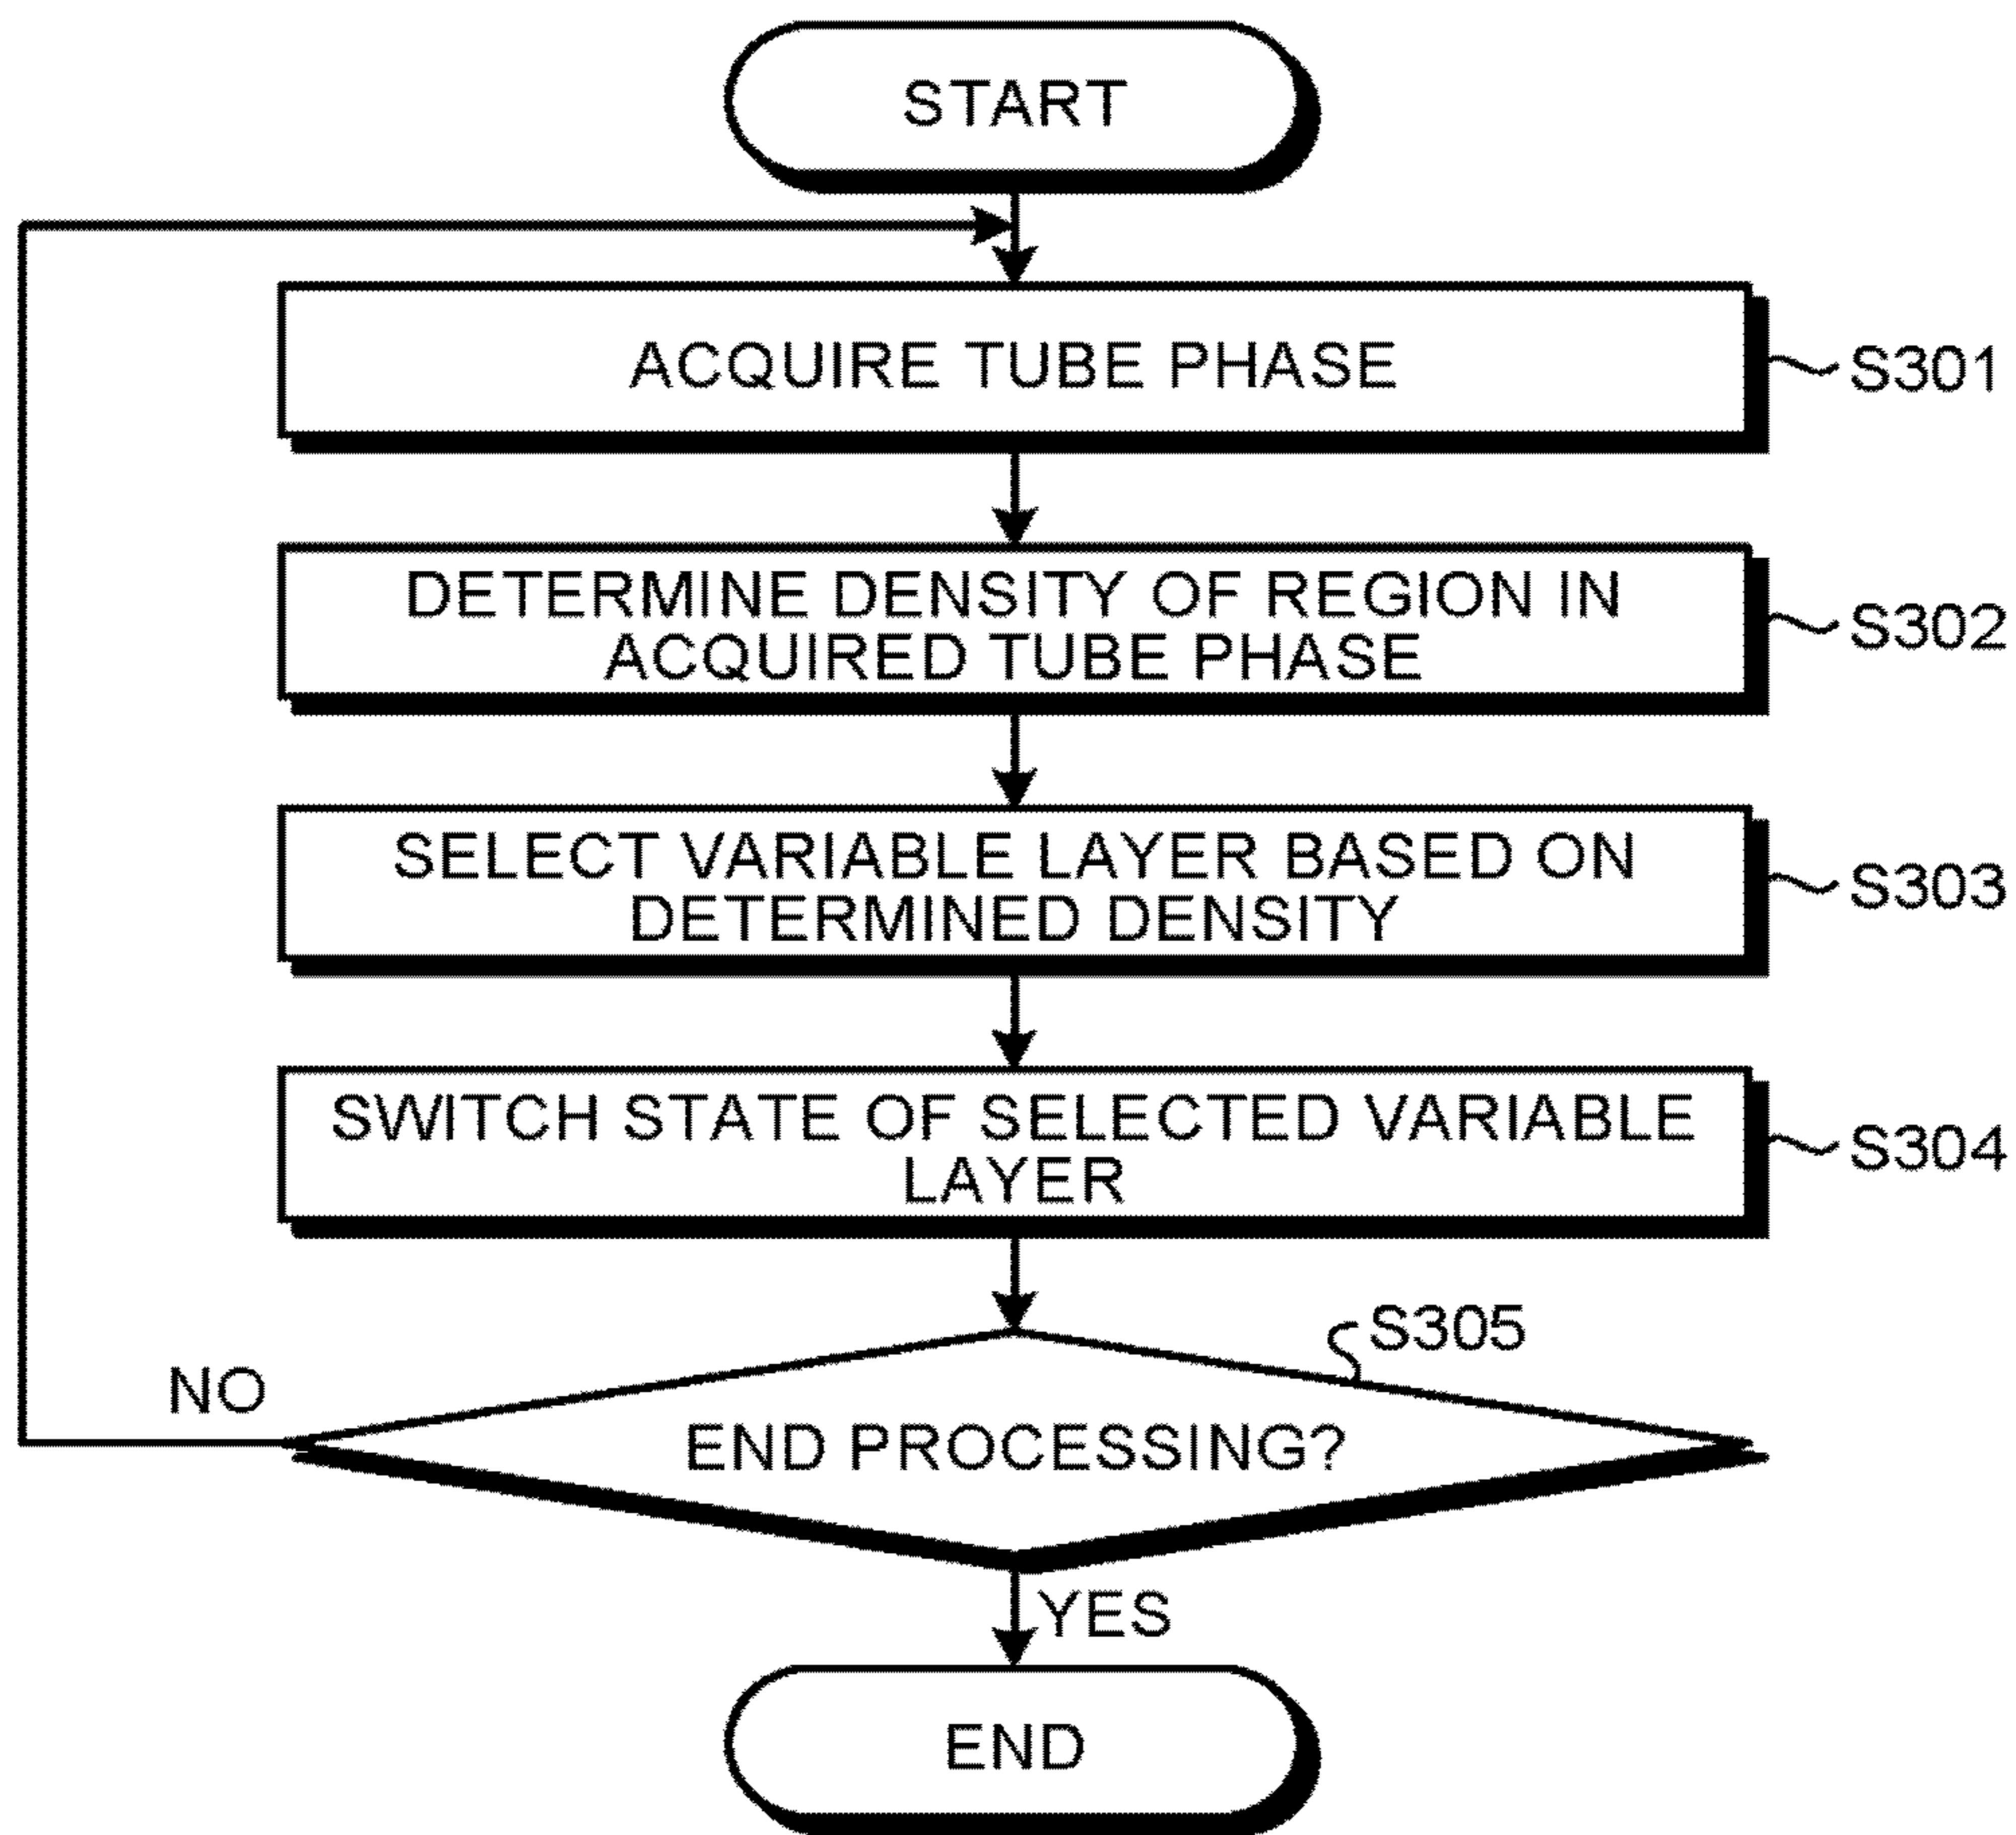 START
ACQUIRE TUBE PHASE
S301
DETERMINE DENSITY OF REGION IN
ACQUIRED TUBE PHASE
S302
SELECT VARIABLE LAYER BASED ON
DETERMINED DENSITY
S303
SWITCH STATE OF SELECTED VARIABLE
LAYER
S304
S305
NO
END PROCESSING?
YES
END